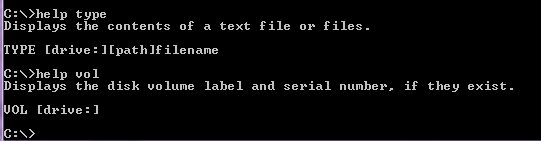 C:\>help type
Displays the contents of a text file or files.
TYPE [drive:][path]filename
C:\>help vol
Displays the disk volume label and serial number, if they exist.
VOL [drive:]
C:\>